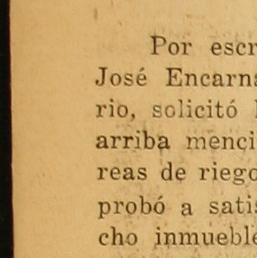 Por escr
José Encarna
rio, solicitó
arriba menci
reas de riego
probó a satis
cho inmueble